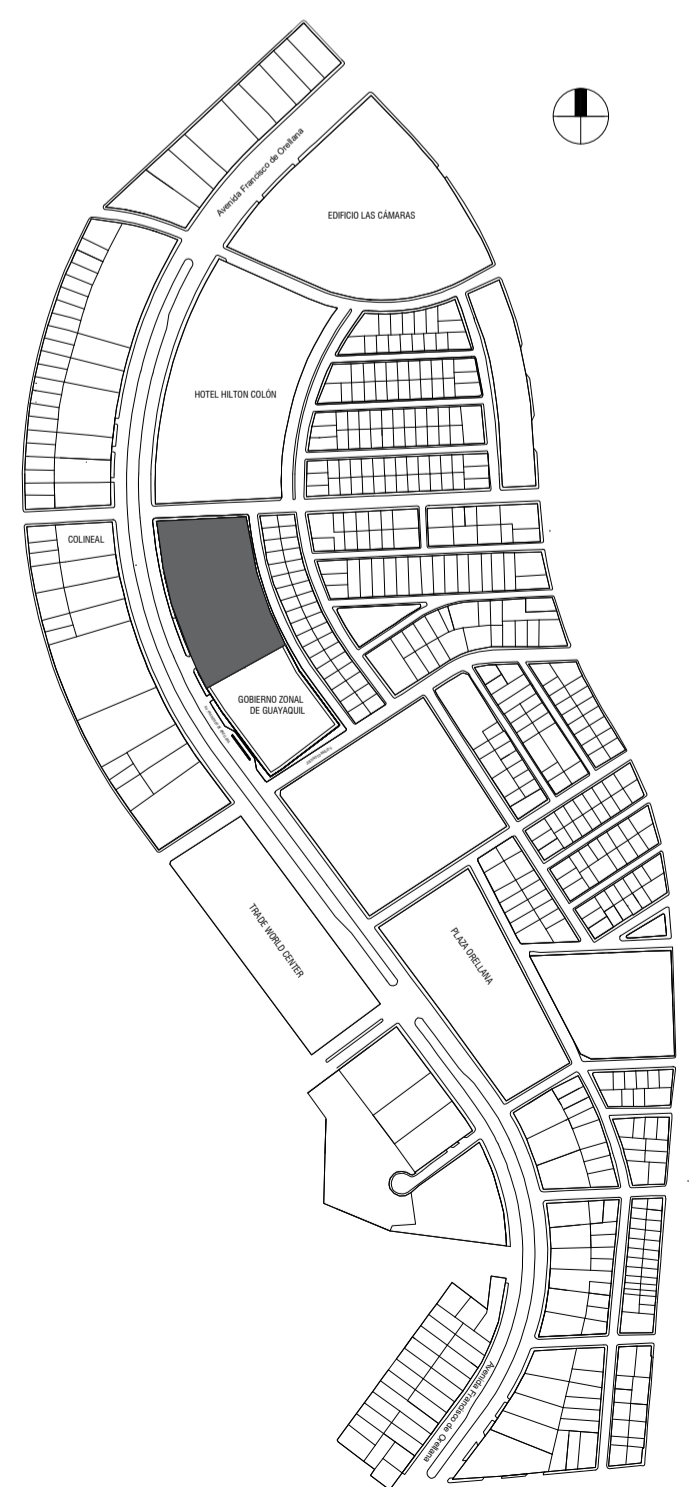 Avenida Francisco de Orellana
EDIFICIO LAS CÁMARAS
HOTEL HILTON COLÓN
COLINEAL
GOBIERNO ZONAL
DE GUAYAQUIL
TRADE WORLD CENTER
PLAZA ORELLANA
Avenida Francisco de Orellana